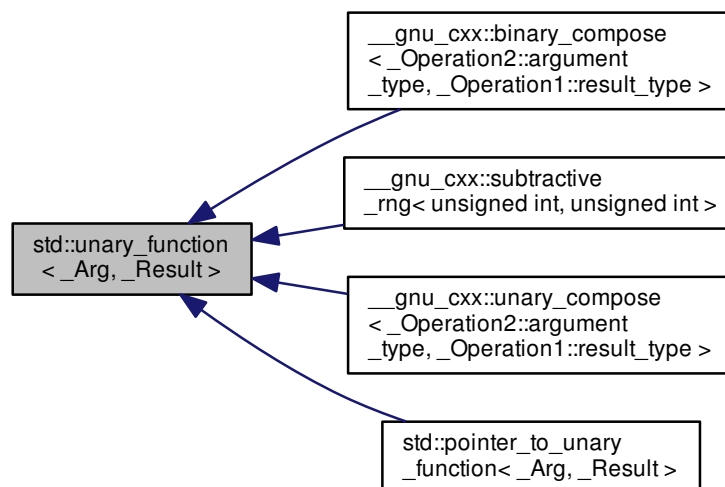 __gnu_cxx::binary_compose
< _Operation2::argument
_type, _Operation1::result_type >
__gnu_cxx::subtractive
_rng< unsigned int, unsigned int >
std::unary_function
< _Arg, _Result >
__gnu_cxx::unary_compose
< _Operation2::argument
_type, _Operation1::result_type >
std::pointer_to_unary
_function< _Arg, _Result >